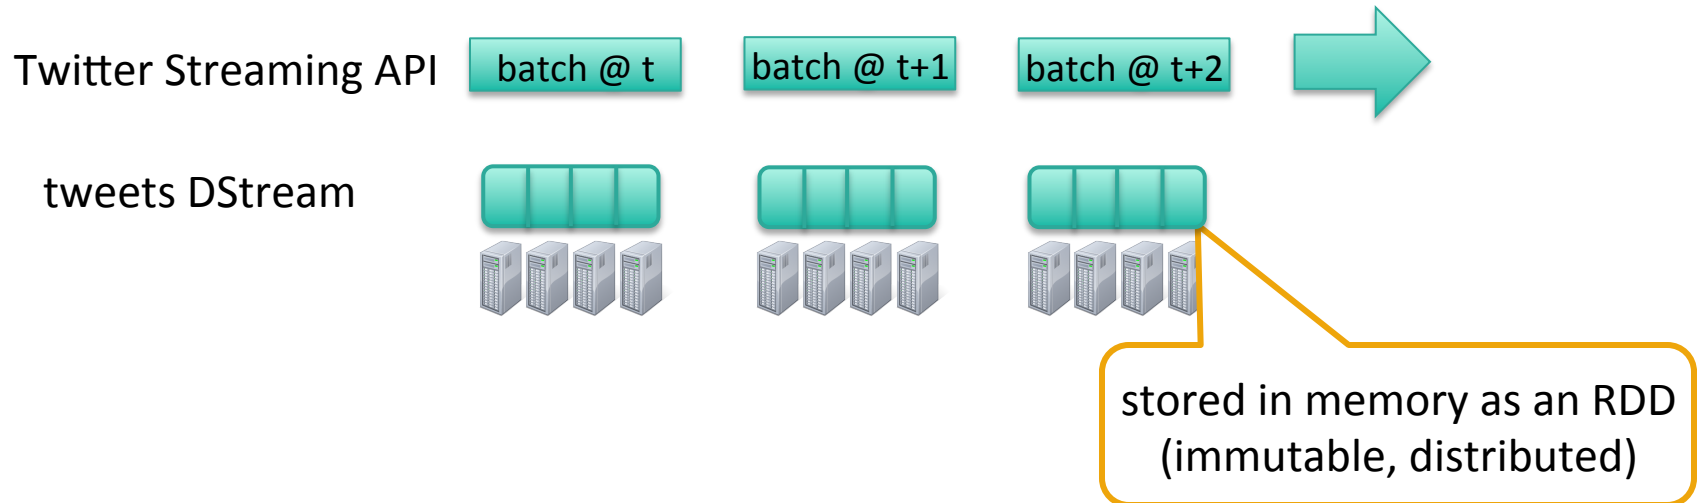 Twitter Streaming API
batch @ t
batch @ t+1
batch @ t+2
tweets DStream
stored in memory as an RDD
(immutable, distributed)